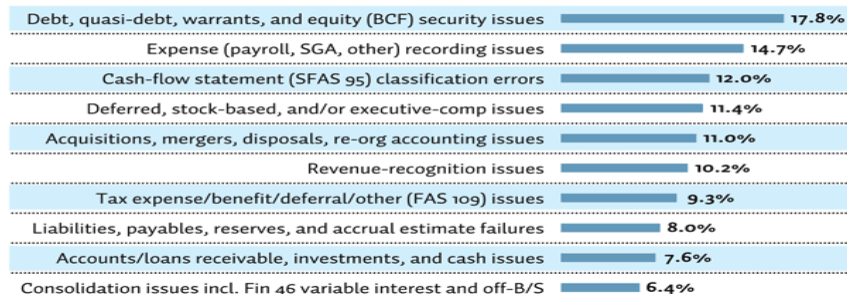 Debt, quasi-debt, warrants, and equity (BCF) security issues 17.8%
Expense (payroll, SGA, other) recording issues 14.7%
Cash-flow statement (SFAS 95) classification errors 12.0%
Deferred, stock-based, and/or executive-comp issues 11.4%
Acquisitions, mergers, disposals, re-org accounting issues 11.0%
Revenue-recognition issues 10.2%
Tax expense/benefit/deferral/other (FAS 109) issues 9.3%
Liabilities, payables, reserves, and accrual estimate failures 8.0%
Accounts/loans receivable, investments, and cash issues 7.6%
Consolidation issues incl. Fin 46 variable interest and off-B/S 6.4%